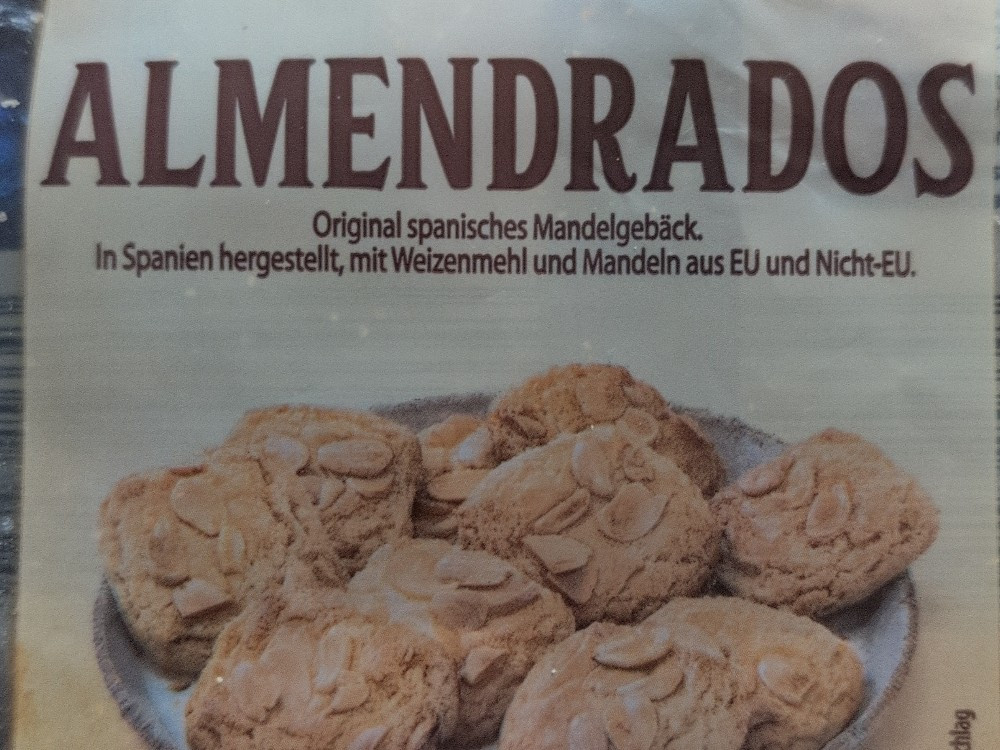 ALMENDRADOS
Original spanisches Mandelgebäck.
In Spanien hergestellt, mit Weizenmehl und Mandeln aus EU und Nicht-EU.